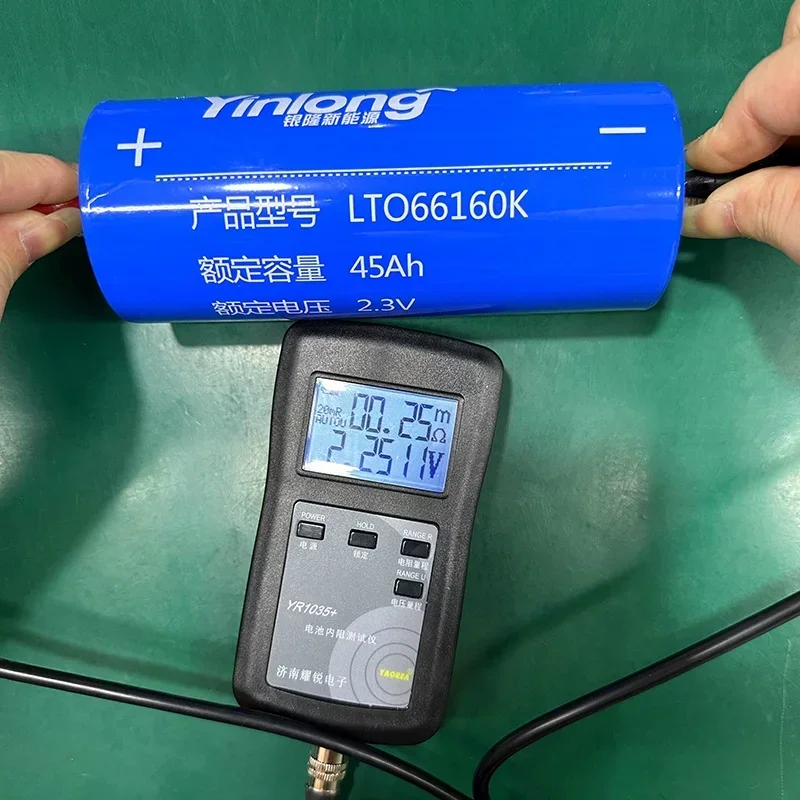 Yinlong
银隆新能源
+ −
产品型号 LTO66160K
额定容量 45Ah
额定电压 2.3V
20mR 00.25mΩ
AUTOU 2.2511V
POWER HOLD RANGE R
电源 锁定 电阻量程
RANGE U
电压量程
YR1035+
电池内阻测试仪
济南耀锐电子
YAOREA